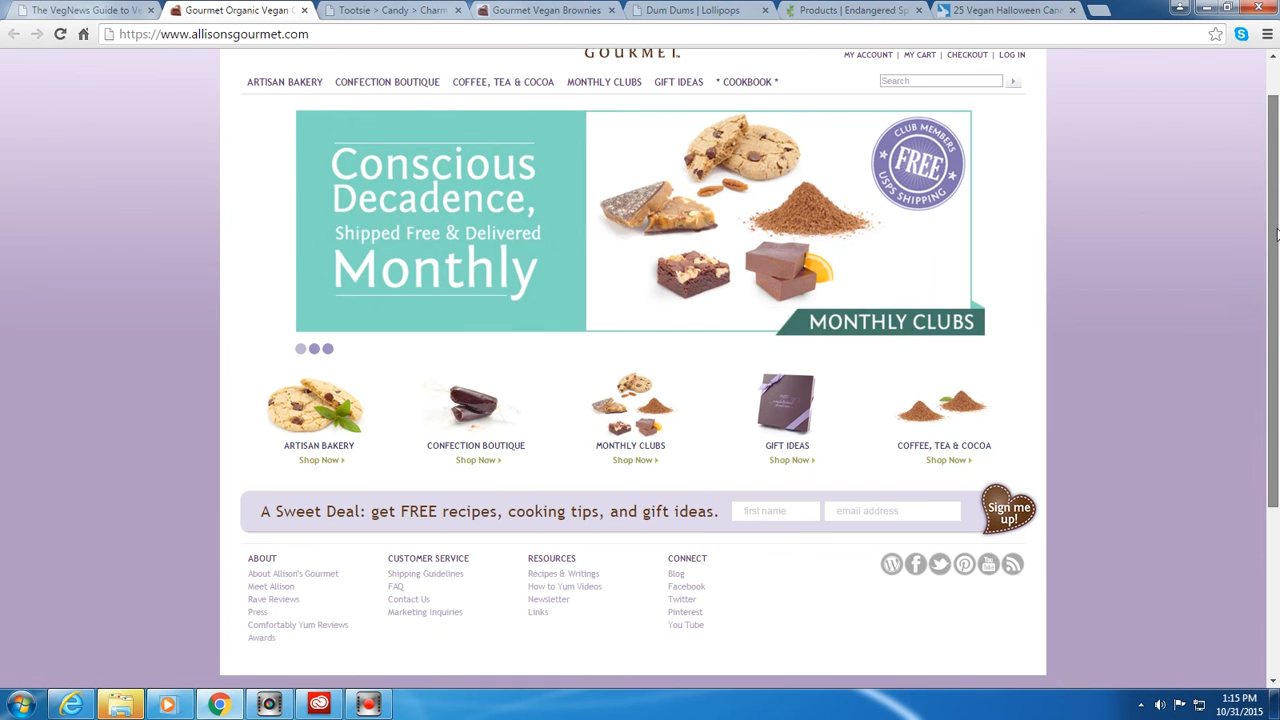 The VegNews Guide to Ve
Gourmet Organic Vegan C
Tootsie > Candy > Charm
Gourmet Vegan Brownies
Dum Dums | Lollipops
Products | Endangered Sp
25 Vegan Halloween Can
https://www.allisonsgourmet.com
GOURMET
MY ACCOUNT | MY CART | CHECKOUT | LOG IN
ARTISAN BAKERY CONFECTION BOUTIQUE COFFEE, TEA & COCOA MONTHLY CLUBS GIFT IDEAS * COOKBOOK *
Search
Conscious
Decadence,
Shipped Free & Delivered
Monthly
CLUB MEMBERS
FREE
USPS SHIPPING
MONTHLY CLUBS
ARTISAN BAKERY CONFECTION BOUTIQUE MONTHLY CLUBS GIFT IDEAS COFFEE, TEA & COCOA
Shop Now Shop Now Shop Now Shop Now Shop Now
A Sweet Deal: get FREE recipes, cooking tips, and gift ideas.
first name
email address
Sign me
up!
ABOUT
About Allison's Gourmet
Meet Allison
Rave Reviews
Press
Comfortably Yum Reviews
Awards
CUSTOMER SERVICE
Shipping Guidelines
FAQ
Contact Us
Marketing Inquiries
RESOURCES
Recipes & Writings
How to Yum Videos
Newsletter
Links
CONNECT
Blog
Facebook
Twitter
Pinterest
You Tube
1:15 PM
10/31/2015